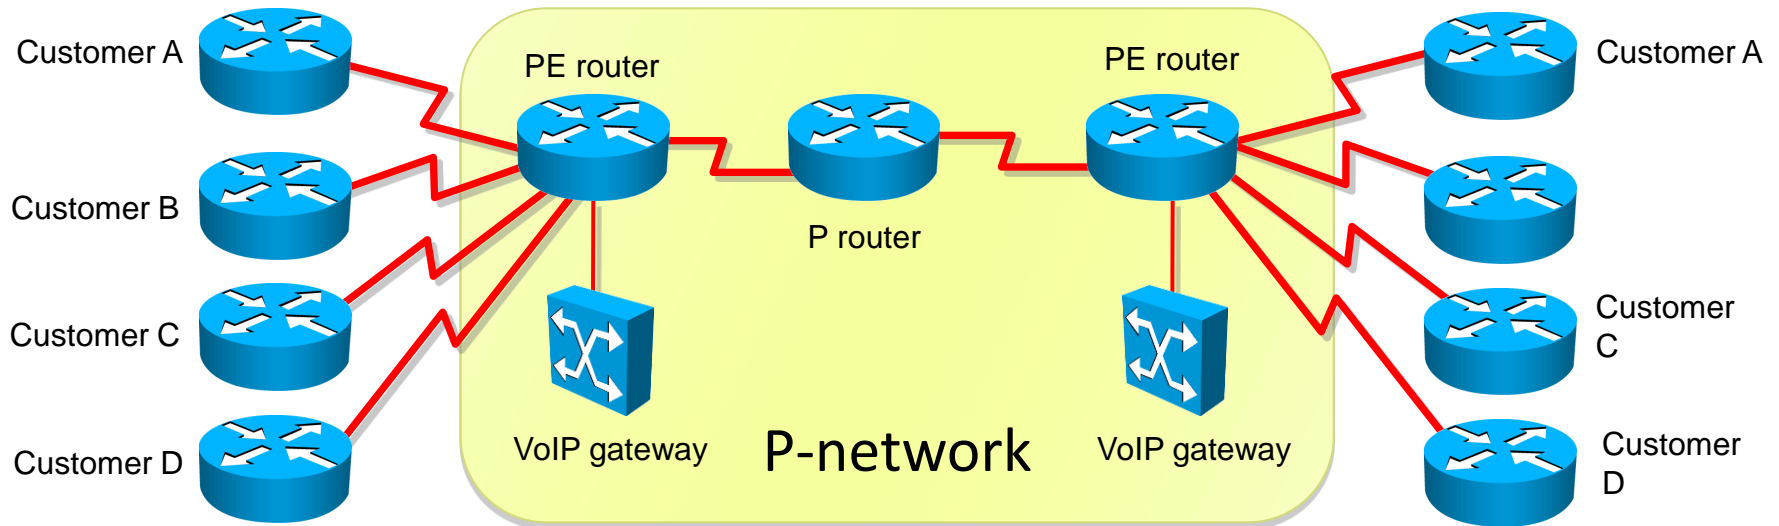 Customer A
PE router
PE router
Customer A
Customer B
P router
Customer C
Customer
C
VoIP gateway
P-network
VoIP gateway
Customer D
Customer
D